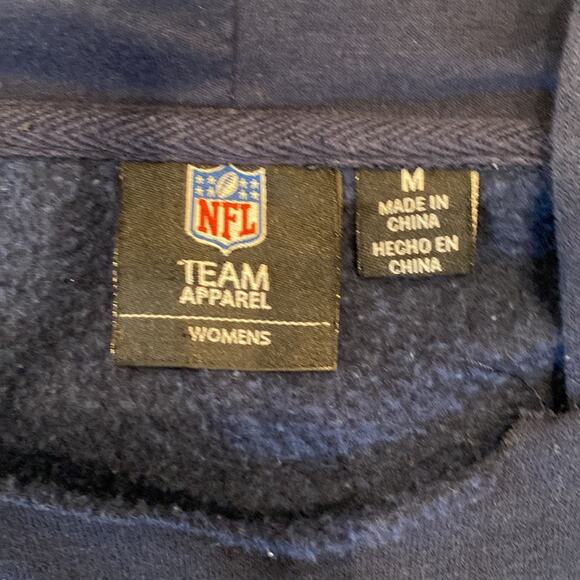 NFL
TEAM
APPAREL
WOMENS
M
MADE IN
CHINA
HECHO EN
CHINA